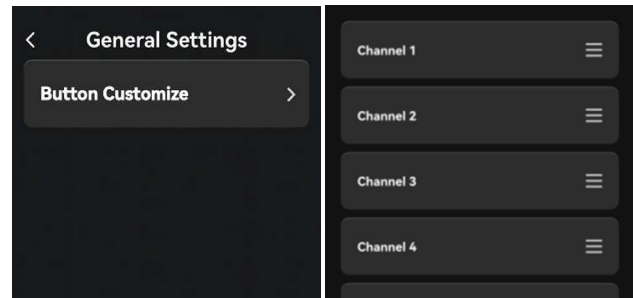 General Settings
Button Customize
Channel 1
Channel 2
Channel 3
Channel 4